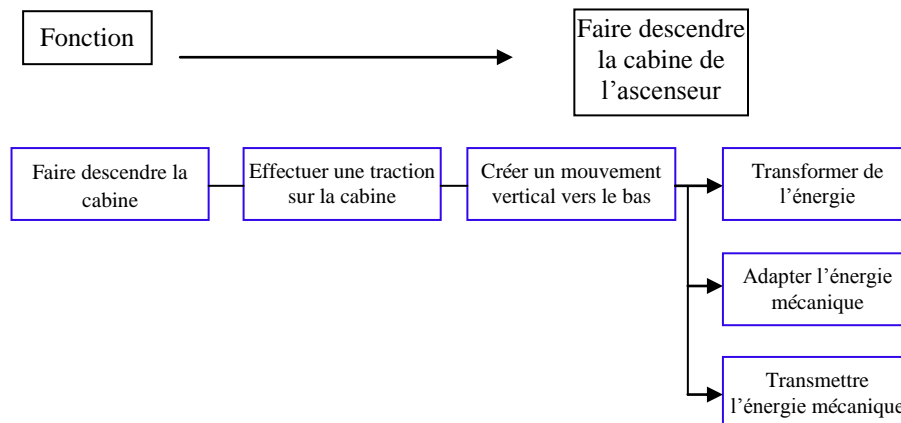 Fonction
Faire descendre
la cabine de
l’ascenseur
Faire descendre la
cabine
Effectuer une traction
sur la cabine
Créer un mouvement
vertical vers le bas
Transformer de
l’énergie
Adapter l’énergie
mécanique
Transmettre
l’énergie mécanique